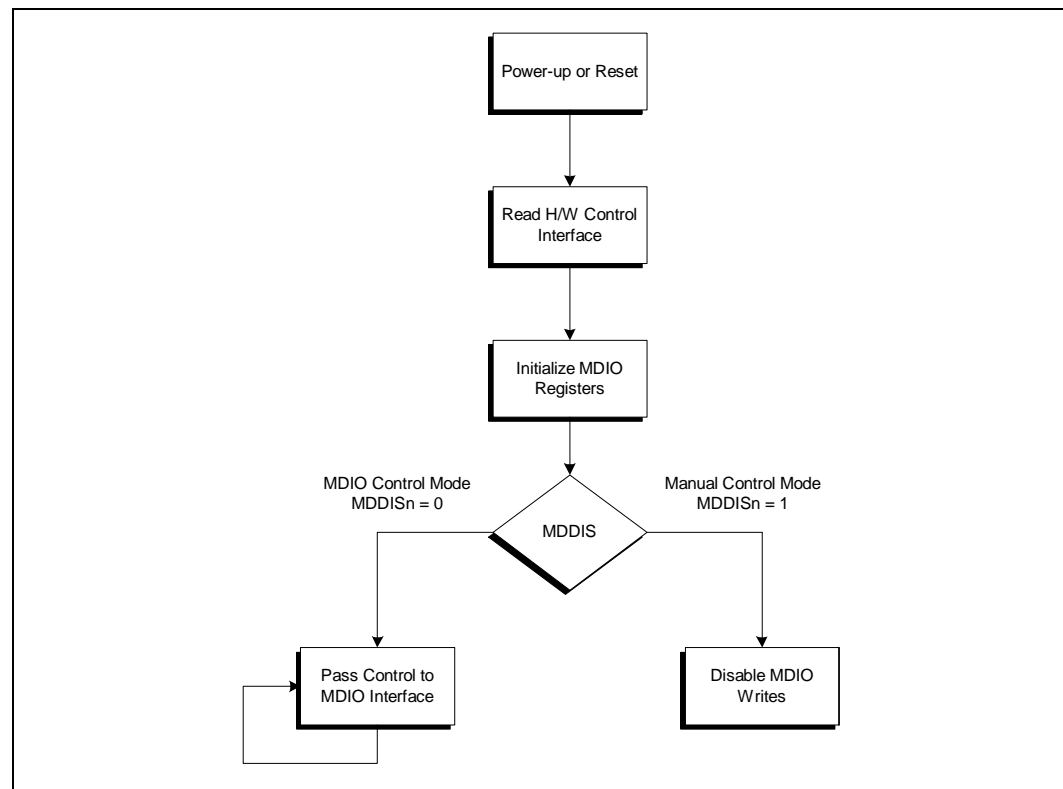 Power-up or Reset
Read H/W Control
Interface
Initialize MDIO
Registers
MDIO Control Mode
MDDISn = 0
Manual Control Mode
MDDISn = 1
MDDIS
Pass Control to
MDIO Interface
Disable MDIO
Writes